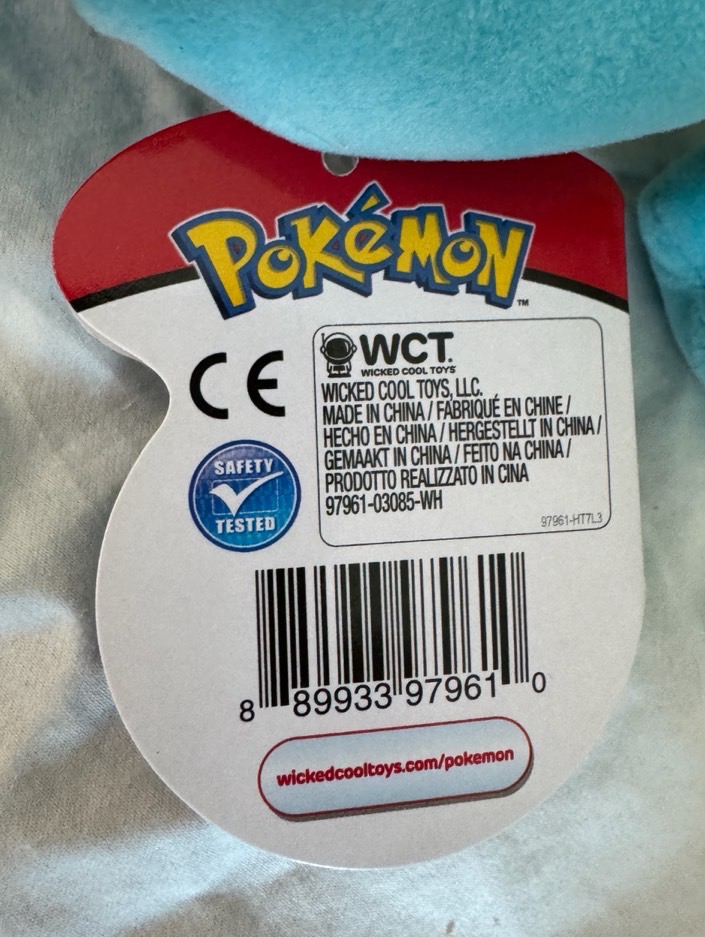 POKéMON
TM
CE
WCT.
WICKED COOL TOYS
WICKED COOL TOYS, LLC.
MADE IN CHINA / FABRIQUÉ EN CHINE /
HECHO EN CHINA / HERGESTELLT IN CHINA /
GEMAAKT IN CHINA / FEITO NA CHINA /
PRODOTTO REALIZZATO IN CINA
97961-03085-WH
97961-HT7L3
SAFETY
TESTED
8 89933 97961 0
wickedcooltoys.com/pokemon